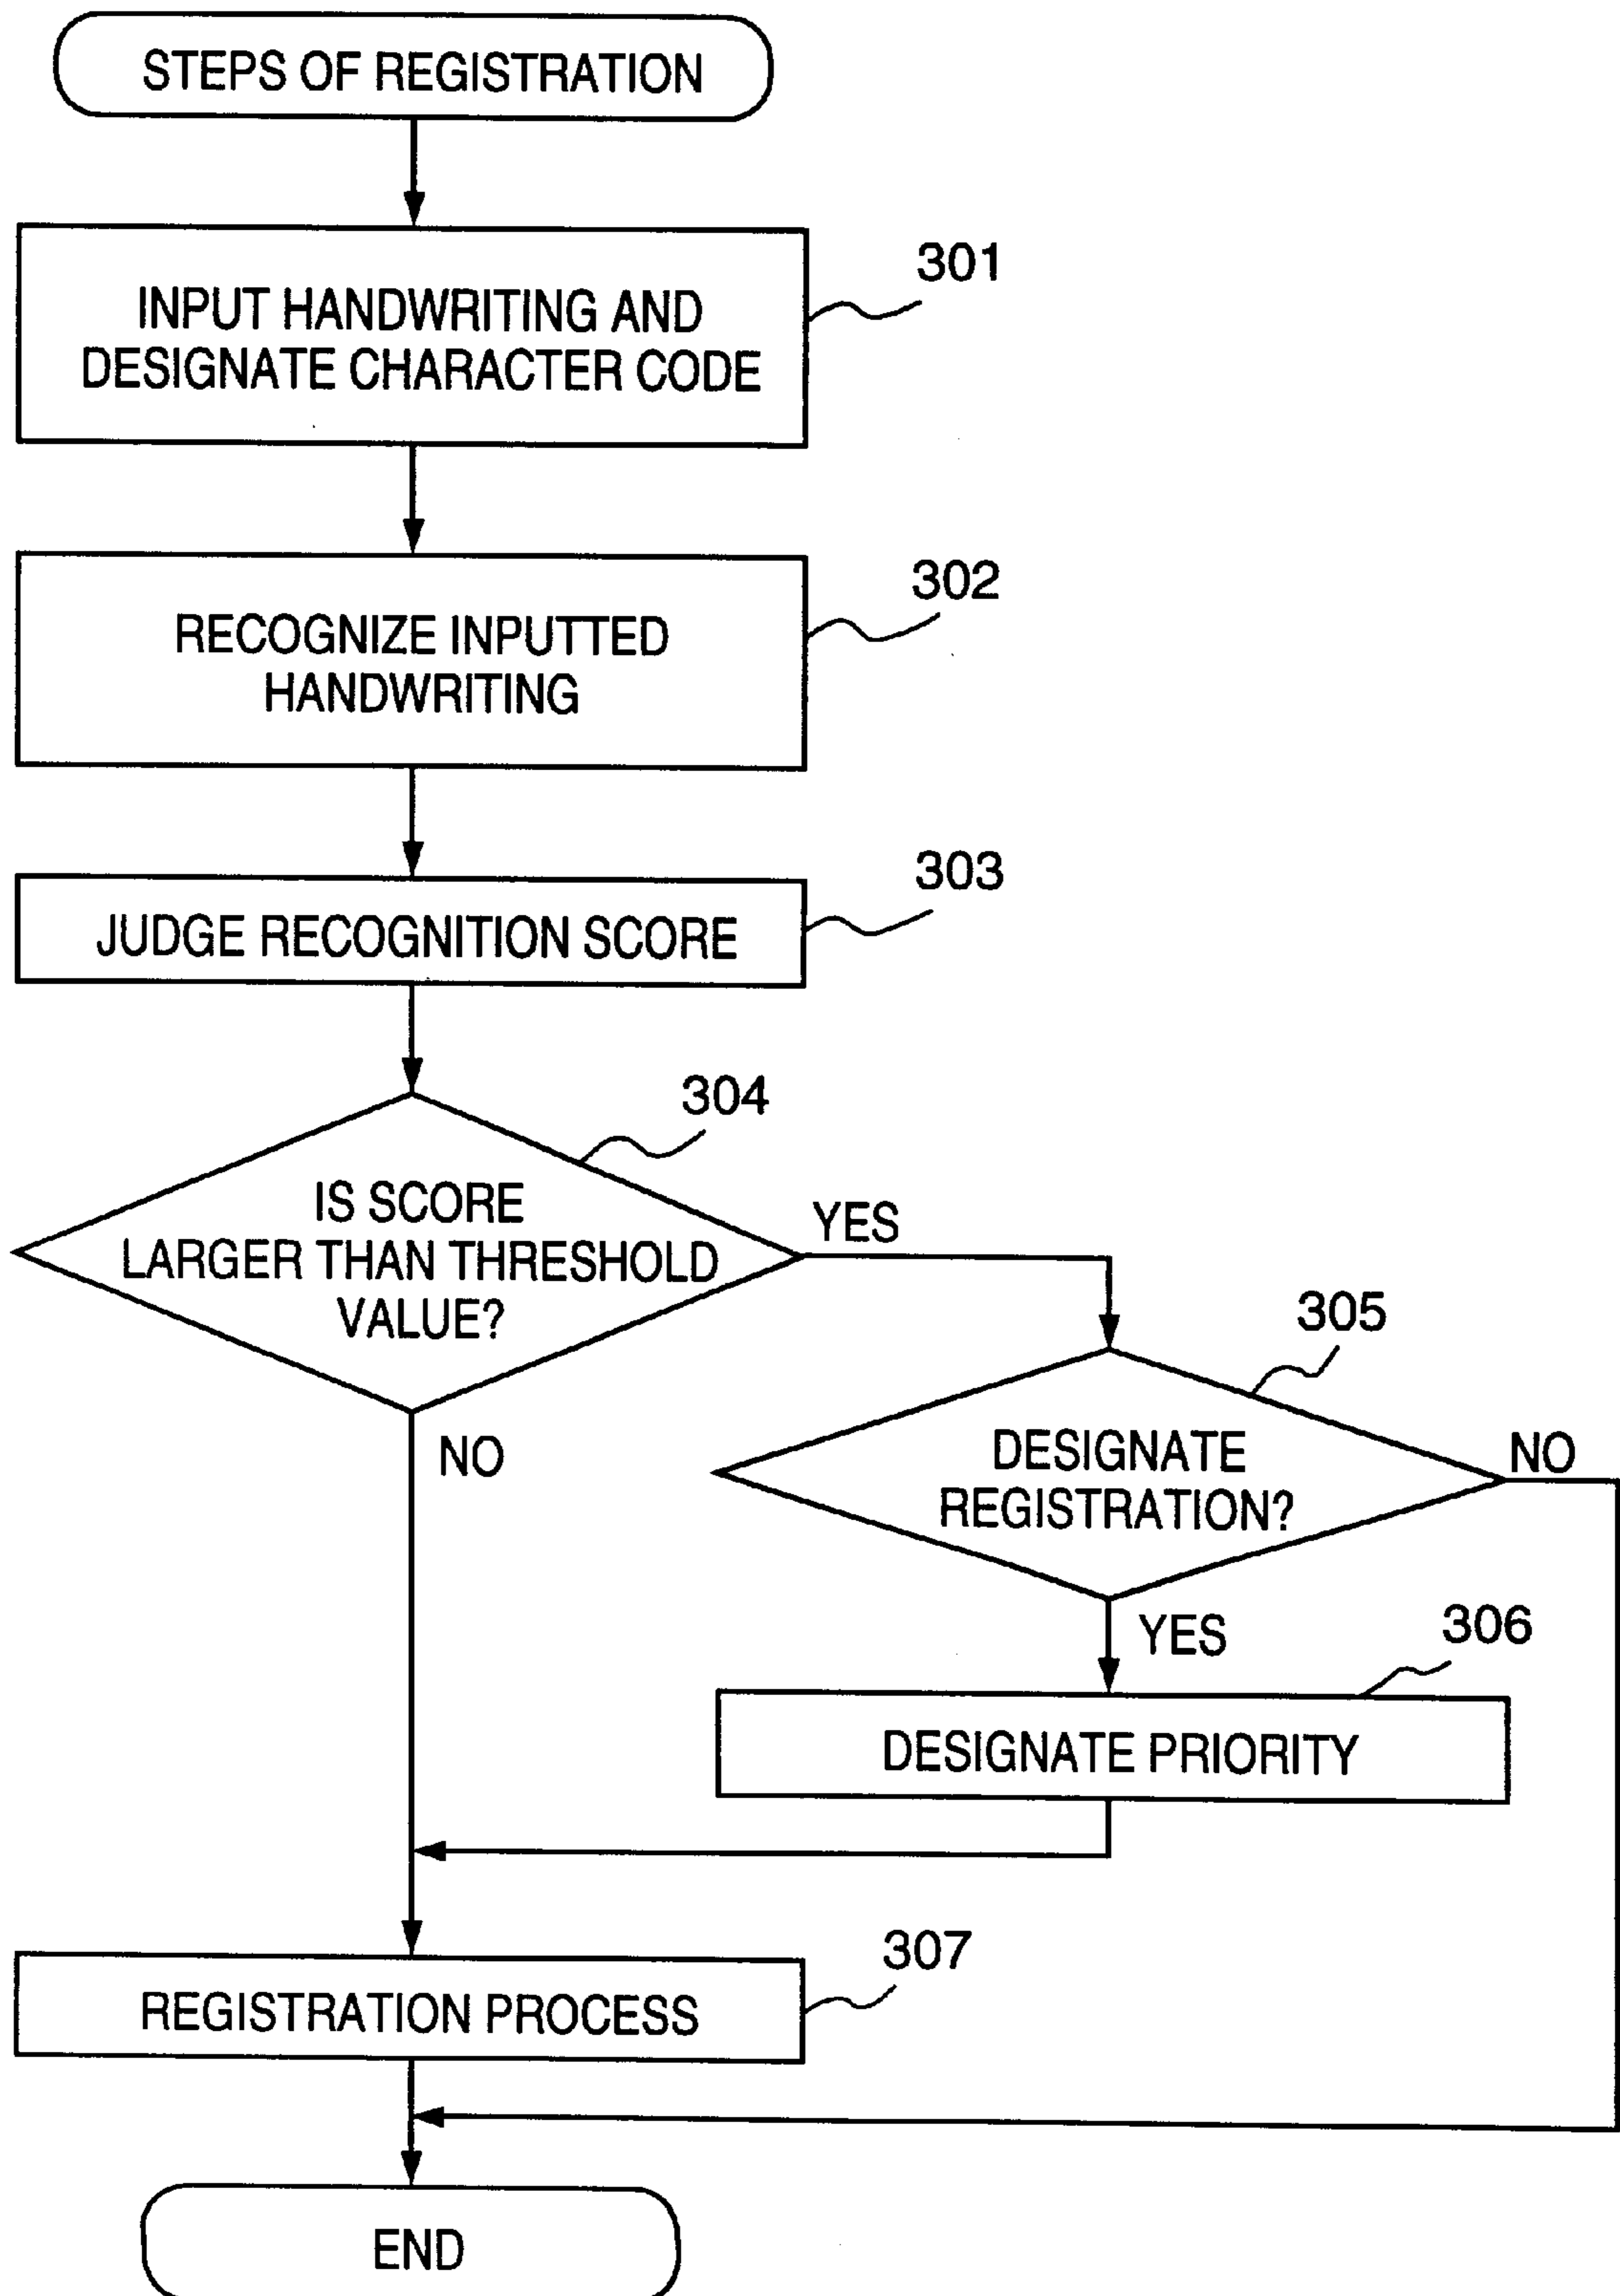 STEPS OF REGISTRATION
301
INPUT HANDWRITING AND
DESIGNATE CHARACTER CODE
302
RECOGNIZE INPUTTED
HANDWRITING
303
JUDGE RECOGNITION SCORE
304
IS SCORE
LARGER THAN THRESHOLD
VALUE?
YES
NO
305
DESIGNATE
REGISTRATION?
NO
YES
306
DESIGNATE PRIORITY
307
REGISTRATION PROCESS
END